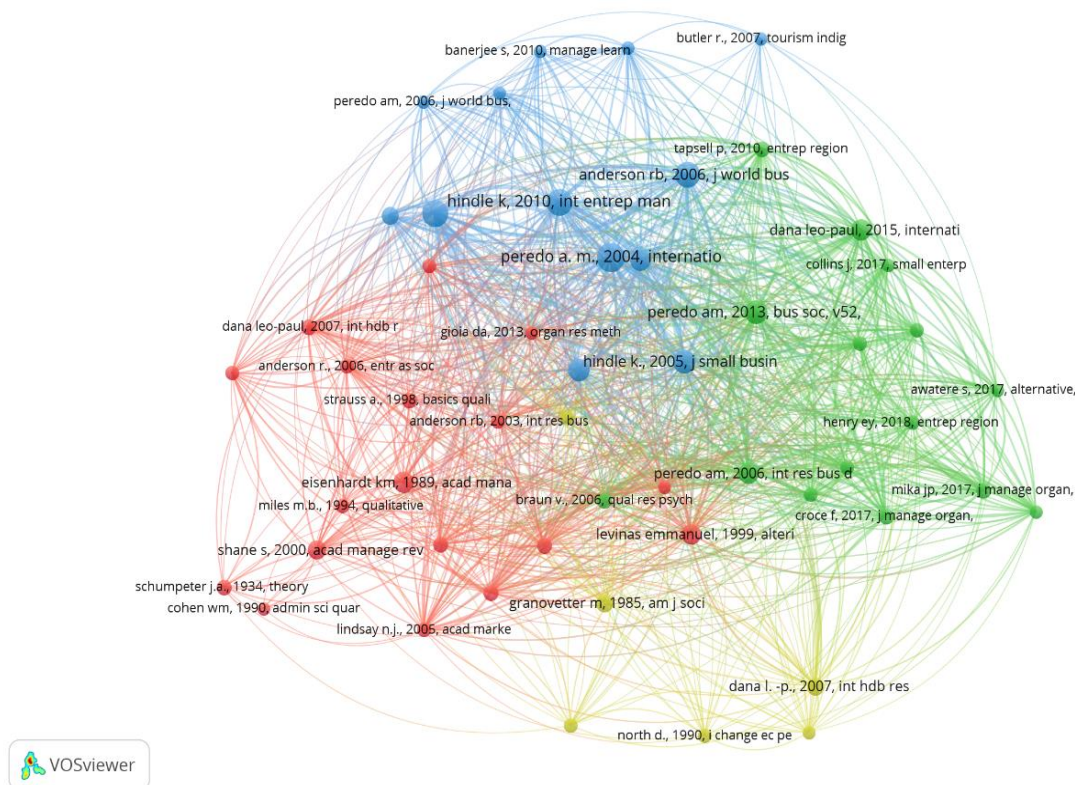 butler r., 2007, tourism indig
banerjee s, 2010, manage learn
peredo am, 2006, j world bus,
tapsell p, 2010, entrep region
anderson rb, 2006, j world bus
hindle k, 2010, int entrep man
dana leo-paul, 2015, internati
peredo a. m., 2004, internatio
collins j, 2017, small enterp
peredo am, 2013, bus soc, v52,
dana leo-paul, 2007, int hdb r
gioia da, 2013, organ res meth
hindle k., 2005, j small busin
anderson r., 2006, entr as soc
awatere s, 2017, alternative,
strauss a., 1998, basics quali
anderson rb, 2003, int res bus
henry ey, 2018, entrep region
peredo am, 2006, int res bus d
eisenhardt km, 1989, acad mana
mika jp, 2017, j manage organ,
braun v., 2006, qual res psych
miles m.b., 1994, qualitative
croce f, 2017, j manage organ,
levinas emmanuel, 1999, alteri
shane s, 2000, acad manage rev
schumpeter j.a., 1934, theory
granovetter m, 1985, am j soci
cohen wm, 1990, admin sci quar
lindsay n.j., 2005, acad marke
dana l. -p., 2007, int hdb res
north d., 1990, i change ec pe
VOSviewer